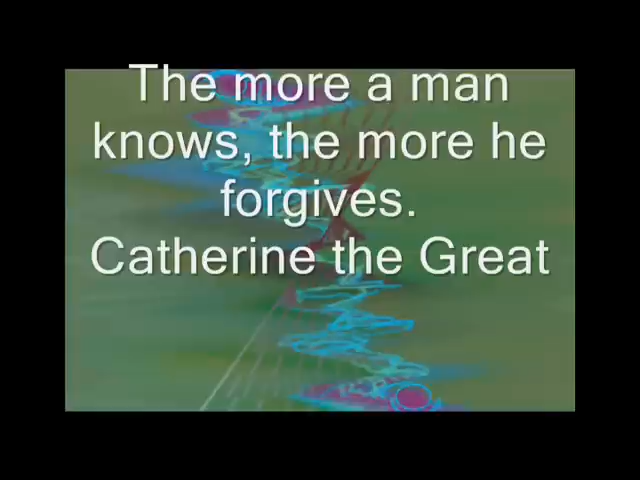 The more a man
knows, the more he
forgives.
Catherine the Great